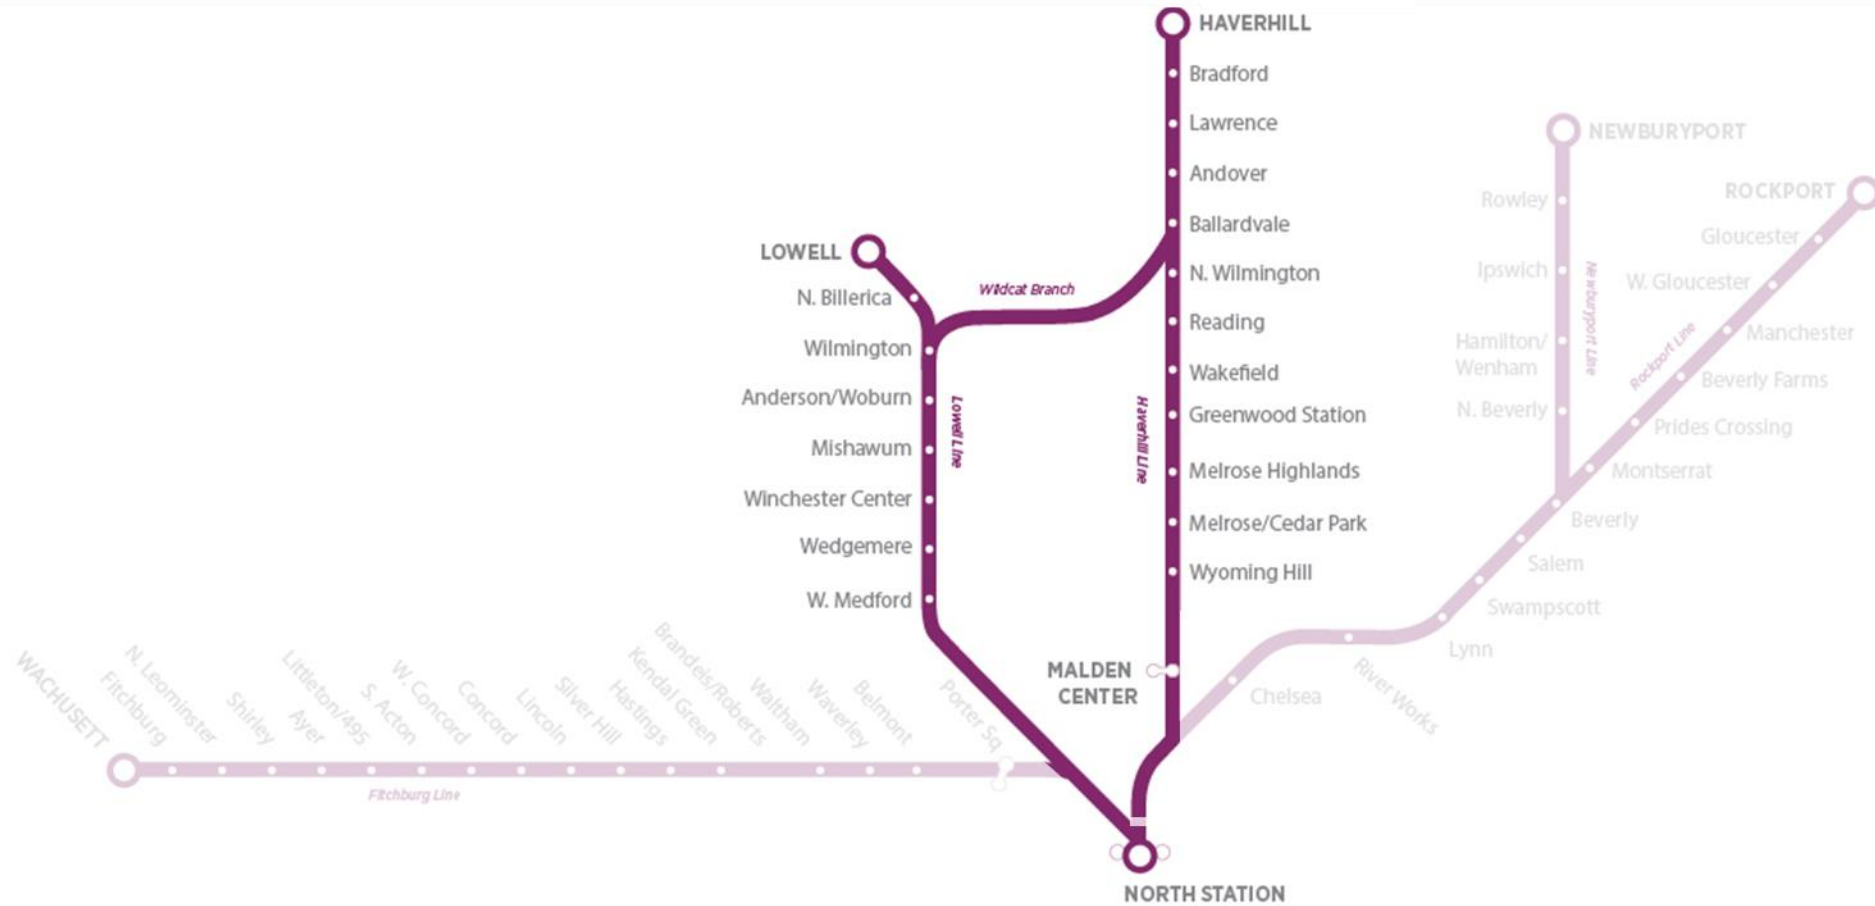 HAVERHILL
Bradford
Lawrence
Andover
Ballardvale
N. Wilmington
Reading
Wakefield
Greenwood Station
Melrose Highlands
Melrose/Cedar Park
Wyoming Hill
MALDEN
CENTER
Haverhill Line
Wildcat Branch
LOWELL
N. Billerica
Wilmington
Anderson/Woburn
Mishawum
Winchester Center
Wedgemere
W. Medford
Lowell Line
NEWBURYPORT
Rowley
Ipswich
Hamilton/
Wenham
N. Beverly
Newburyport Line
ROCKPORT
Gloucester
W. Gloucester
Manchester
Beverly Farms
Prides Crossing
Montserrat
Rockport Line
Beverly
Salem
Swampscott
Lynn
River Works
Chelsea
WACHUSETT
Fitchburg
N. Leominster
Shirley
Ayer
Littleton/495
S. Acton
W. Concord
Concord
Lincoln
Silver Hill
Hastings
Kendal Green
Brandeis/Roberts
Waltham
Waverley
Belmont
Porter Sq
Fitchburg Line
NORTH STATION